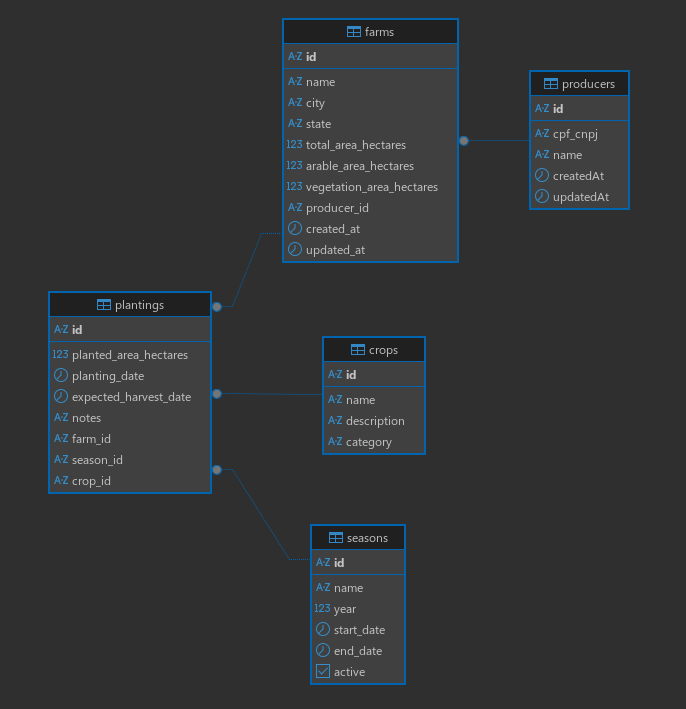 farms
A-Z id
A-Z name
A-Z city
A-Z state
123 total_area_hectares
123 arable_area_hectares
123 vegetation_area_hectares
A-Z producer_id
created_at
updated_at
producers
A-Z id
A-Z cpf_cnpj
A-Z name
createdAt
updatedAt
plantings
A-Z id
123 planted_area_hectares
planting_date
expected_harvest_date
A-Z notes
A-Z farm_id
A-Z season_id
A-Z crop_id
crops
A-Z id
A-Z name
A-Z description
A-Z category
seasons
A-Z id
A-Z name
123 year
start_date
end_date
active